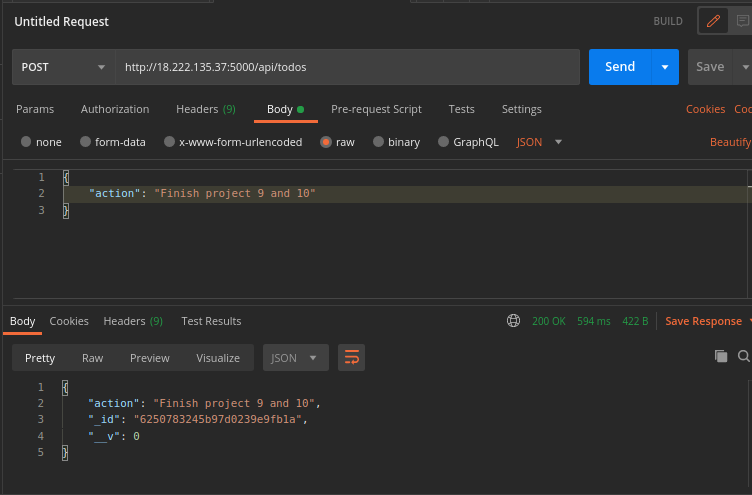 Untitled Request BUILD
POST http://18.222.135.37:5000/api/todos Send Save
Params Authorization Headers (9) Body Pre-request Script Tests Settings Cookies Coc
none form-data x-www-form-urlencoded raw binary GraphQL JSON Beautify
1 {
2 "action": "Finish project 9 and 10"
3 }
Body Cookies Headers (9) Test Results 200 OK 594 ms 422 B Save Response
Pretty Raw Preview Visualize JSON
1 {
2 "action": "Finish project 9 and 10",
3 "_id": "6250783245b97d0239e9fb1a",
4 "__v": 0
5 }